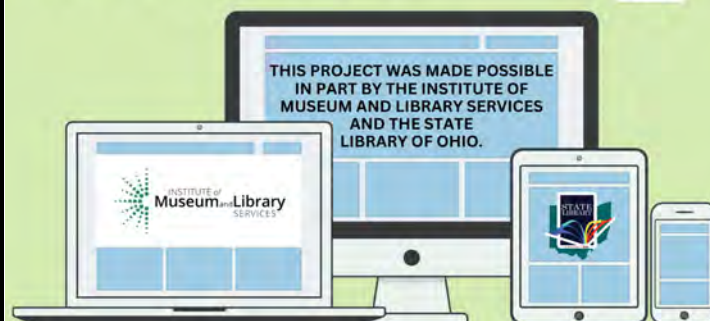 THIS PROJECT WAS MADE POSSIBLE
IN PART BY THE INSTITUTE OF
MUSEUM AND LIBRARY SERVICES
AND THE STATE
LIBRARY OF OHIO.
INSTITUTE of
Museum and Library
SERVICES
STATE
LIBRARY